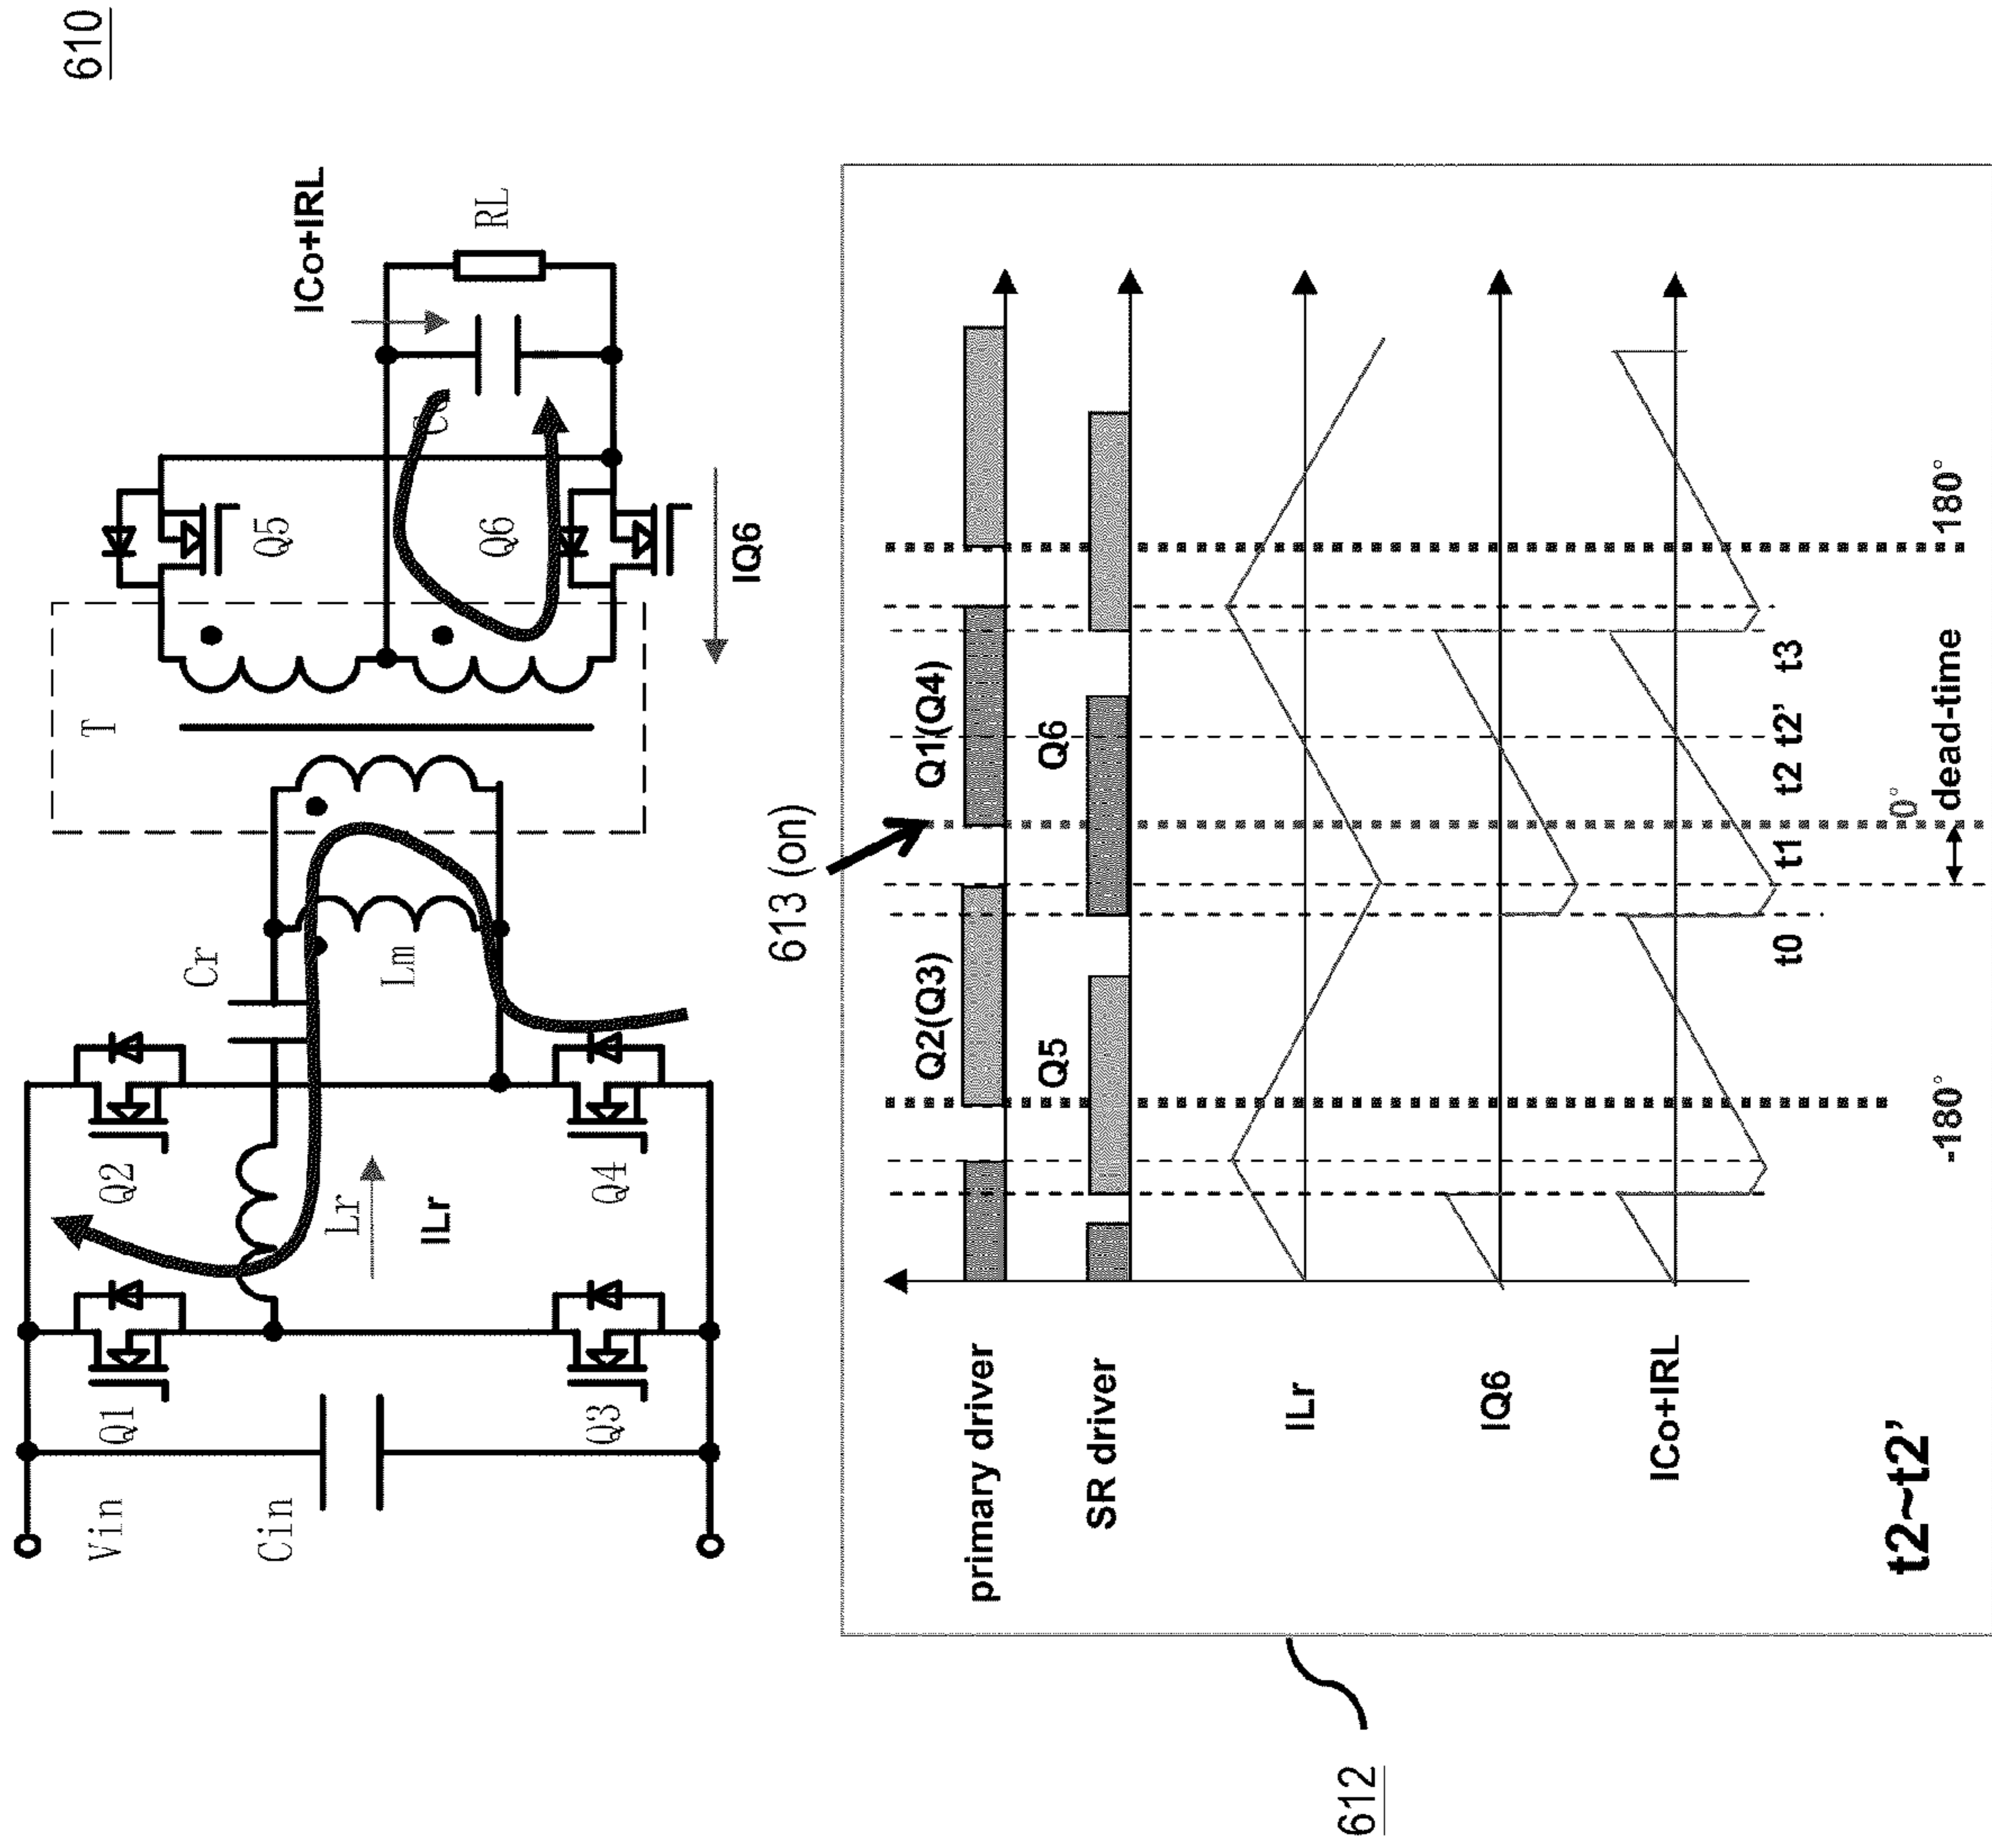 610
Vin
Q1
Q2
T
Cr
Cin
Lr
ILr
Lm
Q3
Q4
Q5
Q6
IQ6
ICo+IRL
RL
613 (on)
primary driver
Q2(Q3)
Q1(Q4)
SR driver
Q5
Q6
ILr
IQ6
ICo+IRL
t0
t1
t2
t2'
t3
0°
dead-time
-180°
180°
t2~t2'
612